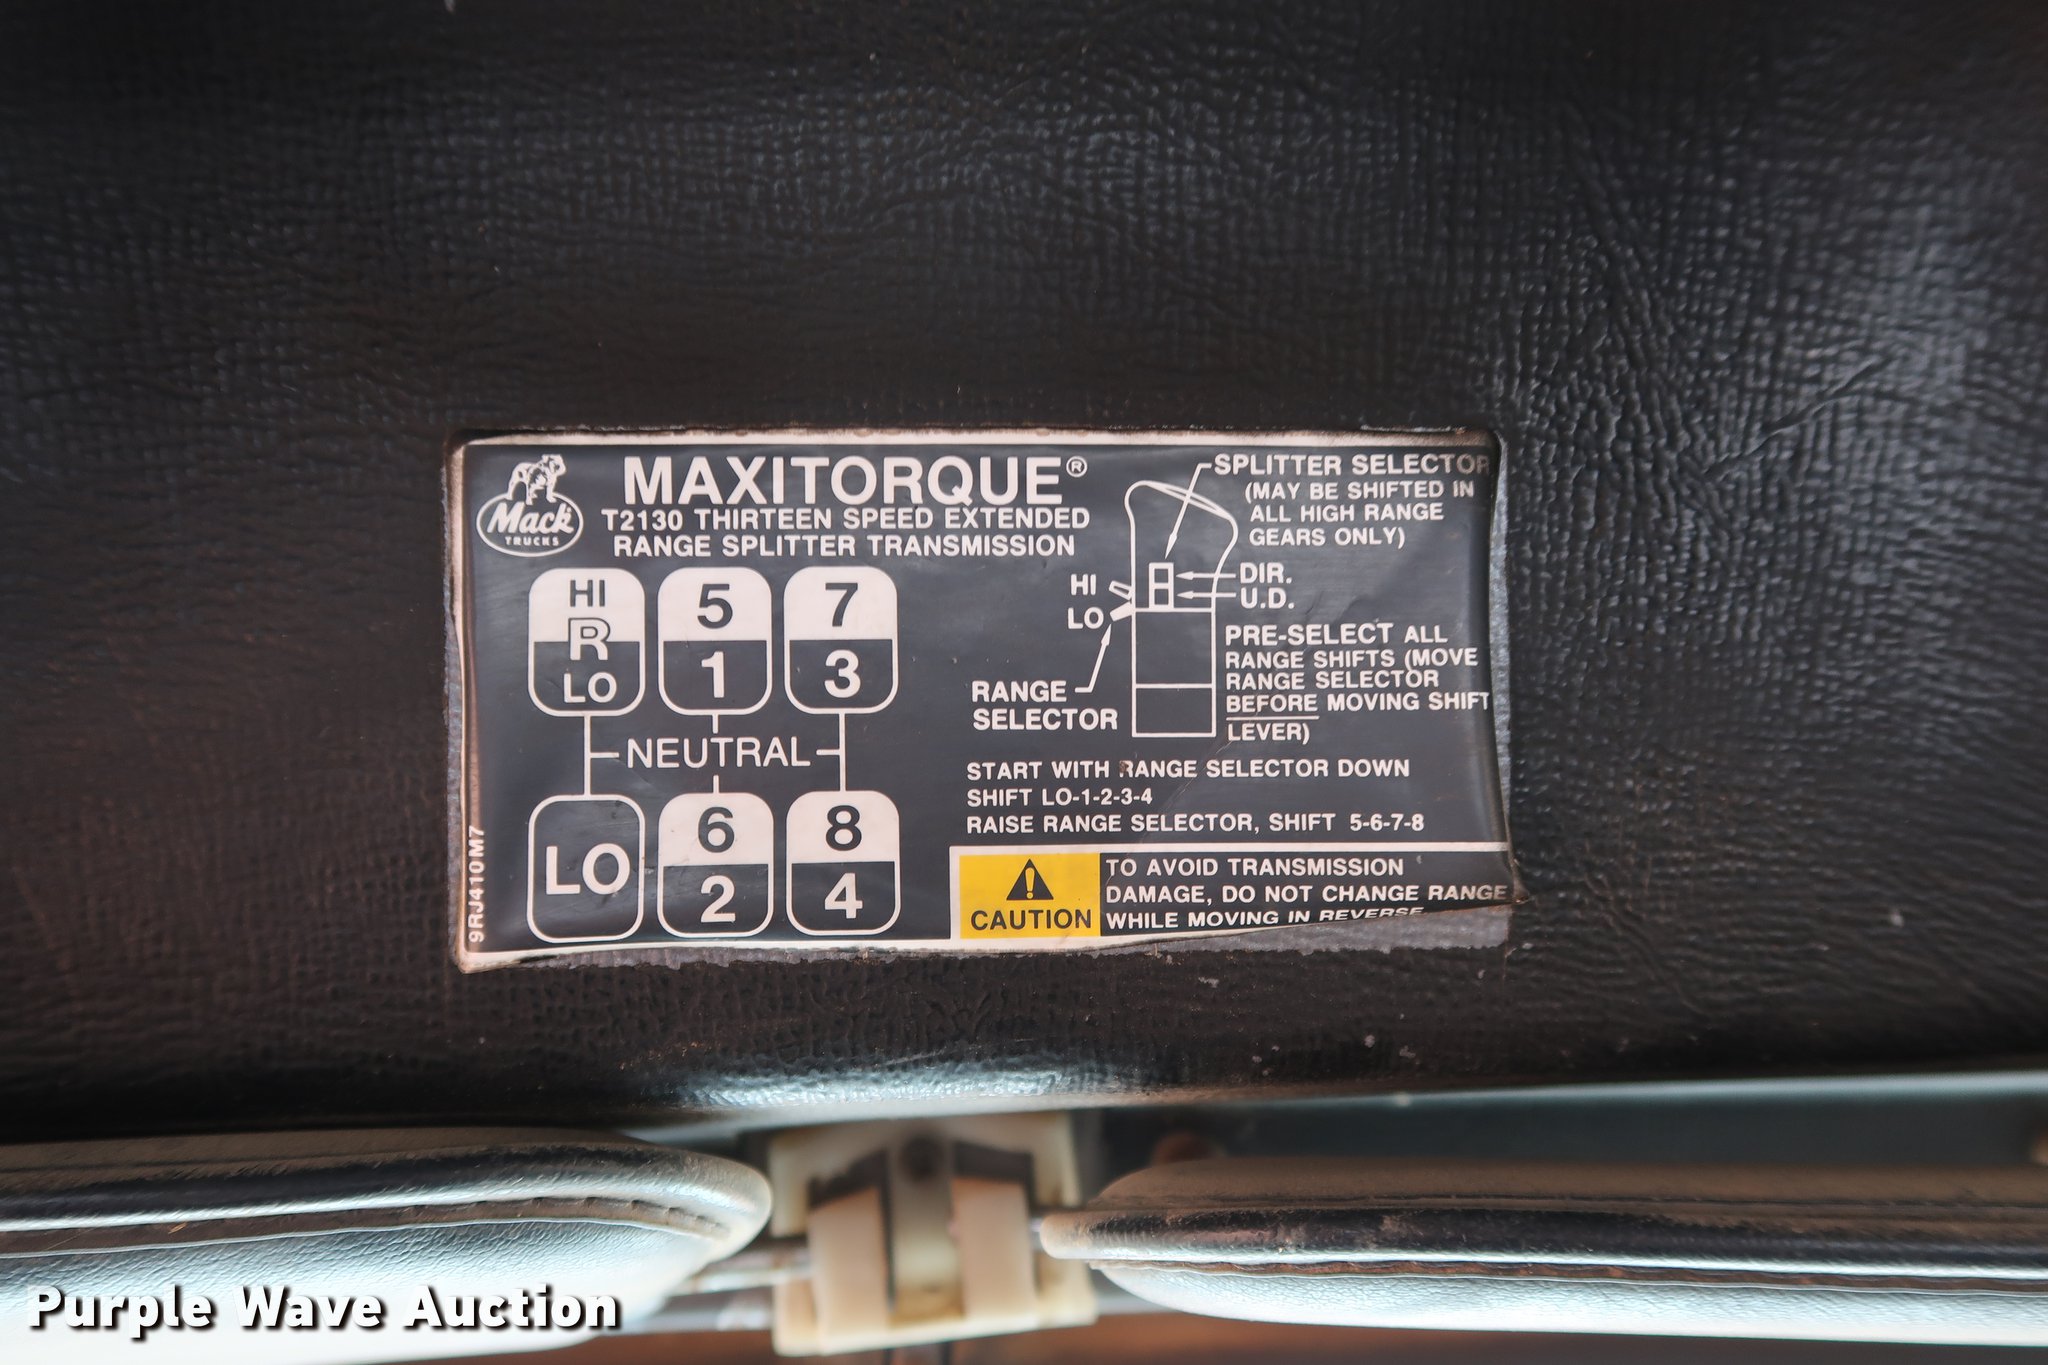 Mack
TRUCKS
MAXITORQUE®
T2130 THIRTEEN SPEED EXTENDED
RANGE SPLITTER TRANSMISSION
HI
R
LO
5
1
7
3
NEUTRAL
LO
6
2
8
4
9RJ410M7
SPLITTER SELECTOR
(MAY BE SHIFTED IN
ALL HIGH RANGE
GEARS ONLY)
HI
LO
DIR.
U.D.
RANGE
SELECTOR
PRE-SELECT ALL
RANGE SHIFTS (MOVE
RANGE SELECTOR
BEFORE MOVING SHIFT
LEVER)
START WITH RANGE SELECTOR DOWN
SHIFT LO-1-2-3-4
RAISE RANGE SELECTOR, SHIFT 5-6-7-8
CAUTION
TO AVOID TRANSMISSION
DAMAGE, DO NOT CHANGE RANGE
WHILE MOVING IN REVERSE
Purple Wave Auction